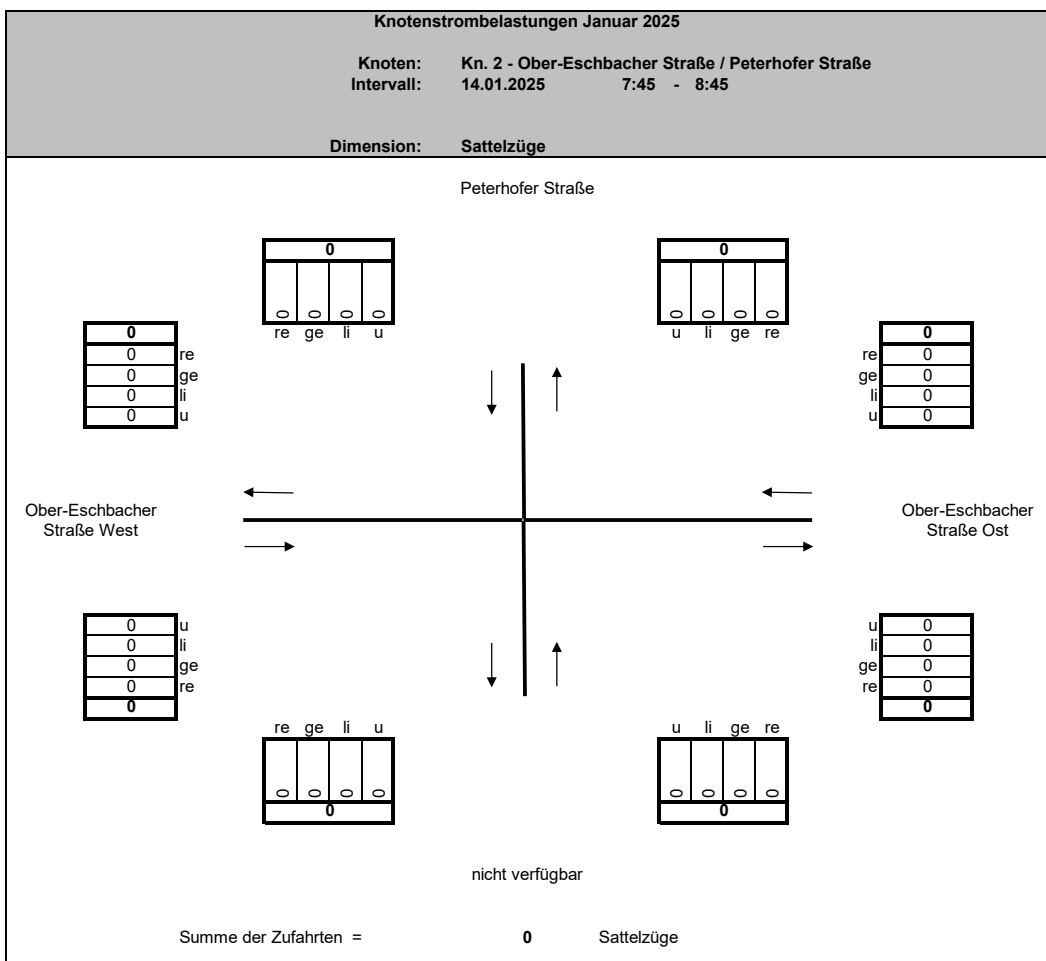 Knotenstrombelastungen Januar 2025
Knoten: Kn. 2 - Ober-Eschbacher Straße / Peterhofer Straße
Intervall: 14.01.2025 7:45 - 8:45
Dimension: Sattelzüge
Peterhofer Straße
0 0
0 0 0 0 0 0 0 0
re ge li u u li ge re
0 0
0 re re 0
0 ge ge 0
0 li li 0
0 u u 0
Ober-Eschbacher Ober-Eschbacher
Straße West Straße Ost
0 u u 0
0 li li 0
0 ge ge 0
0 re re 0
0 0
re ge li u u li ge re
0 0 0 0 0 0 0 0
0 0
nicht verfügbar
Summe der Zufahrten = 0 Sattelzüge